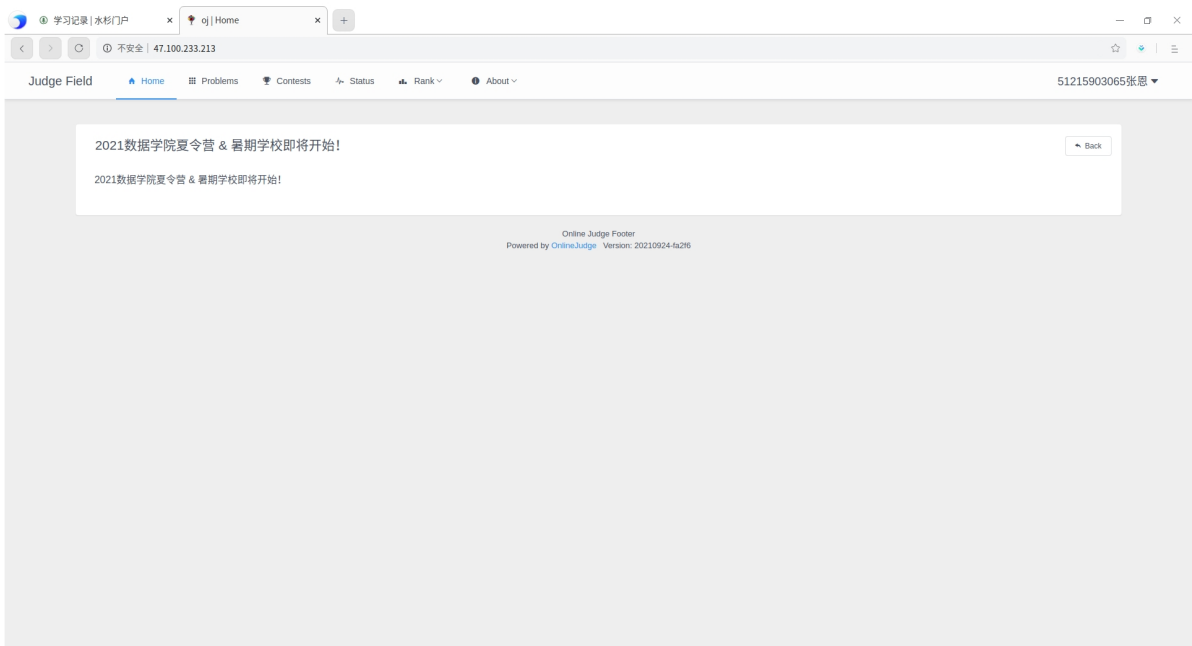 学习记录 | 水杉门户
oj | Home
不安全 | 47.100.233.213
Judge Field Home Problems Contests Status Rank About 51215903065张恩
2021数据学院夏令营 & 暑期学校即将开始！ Back
2021数据学院夏令营 & 暑期学校即将开始！
Online Judge Footer
Powered by OnlineJudge Version: 20210924-fa2f6